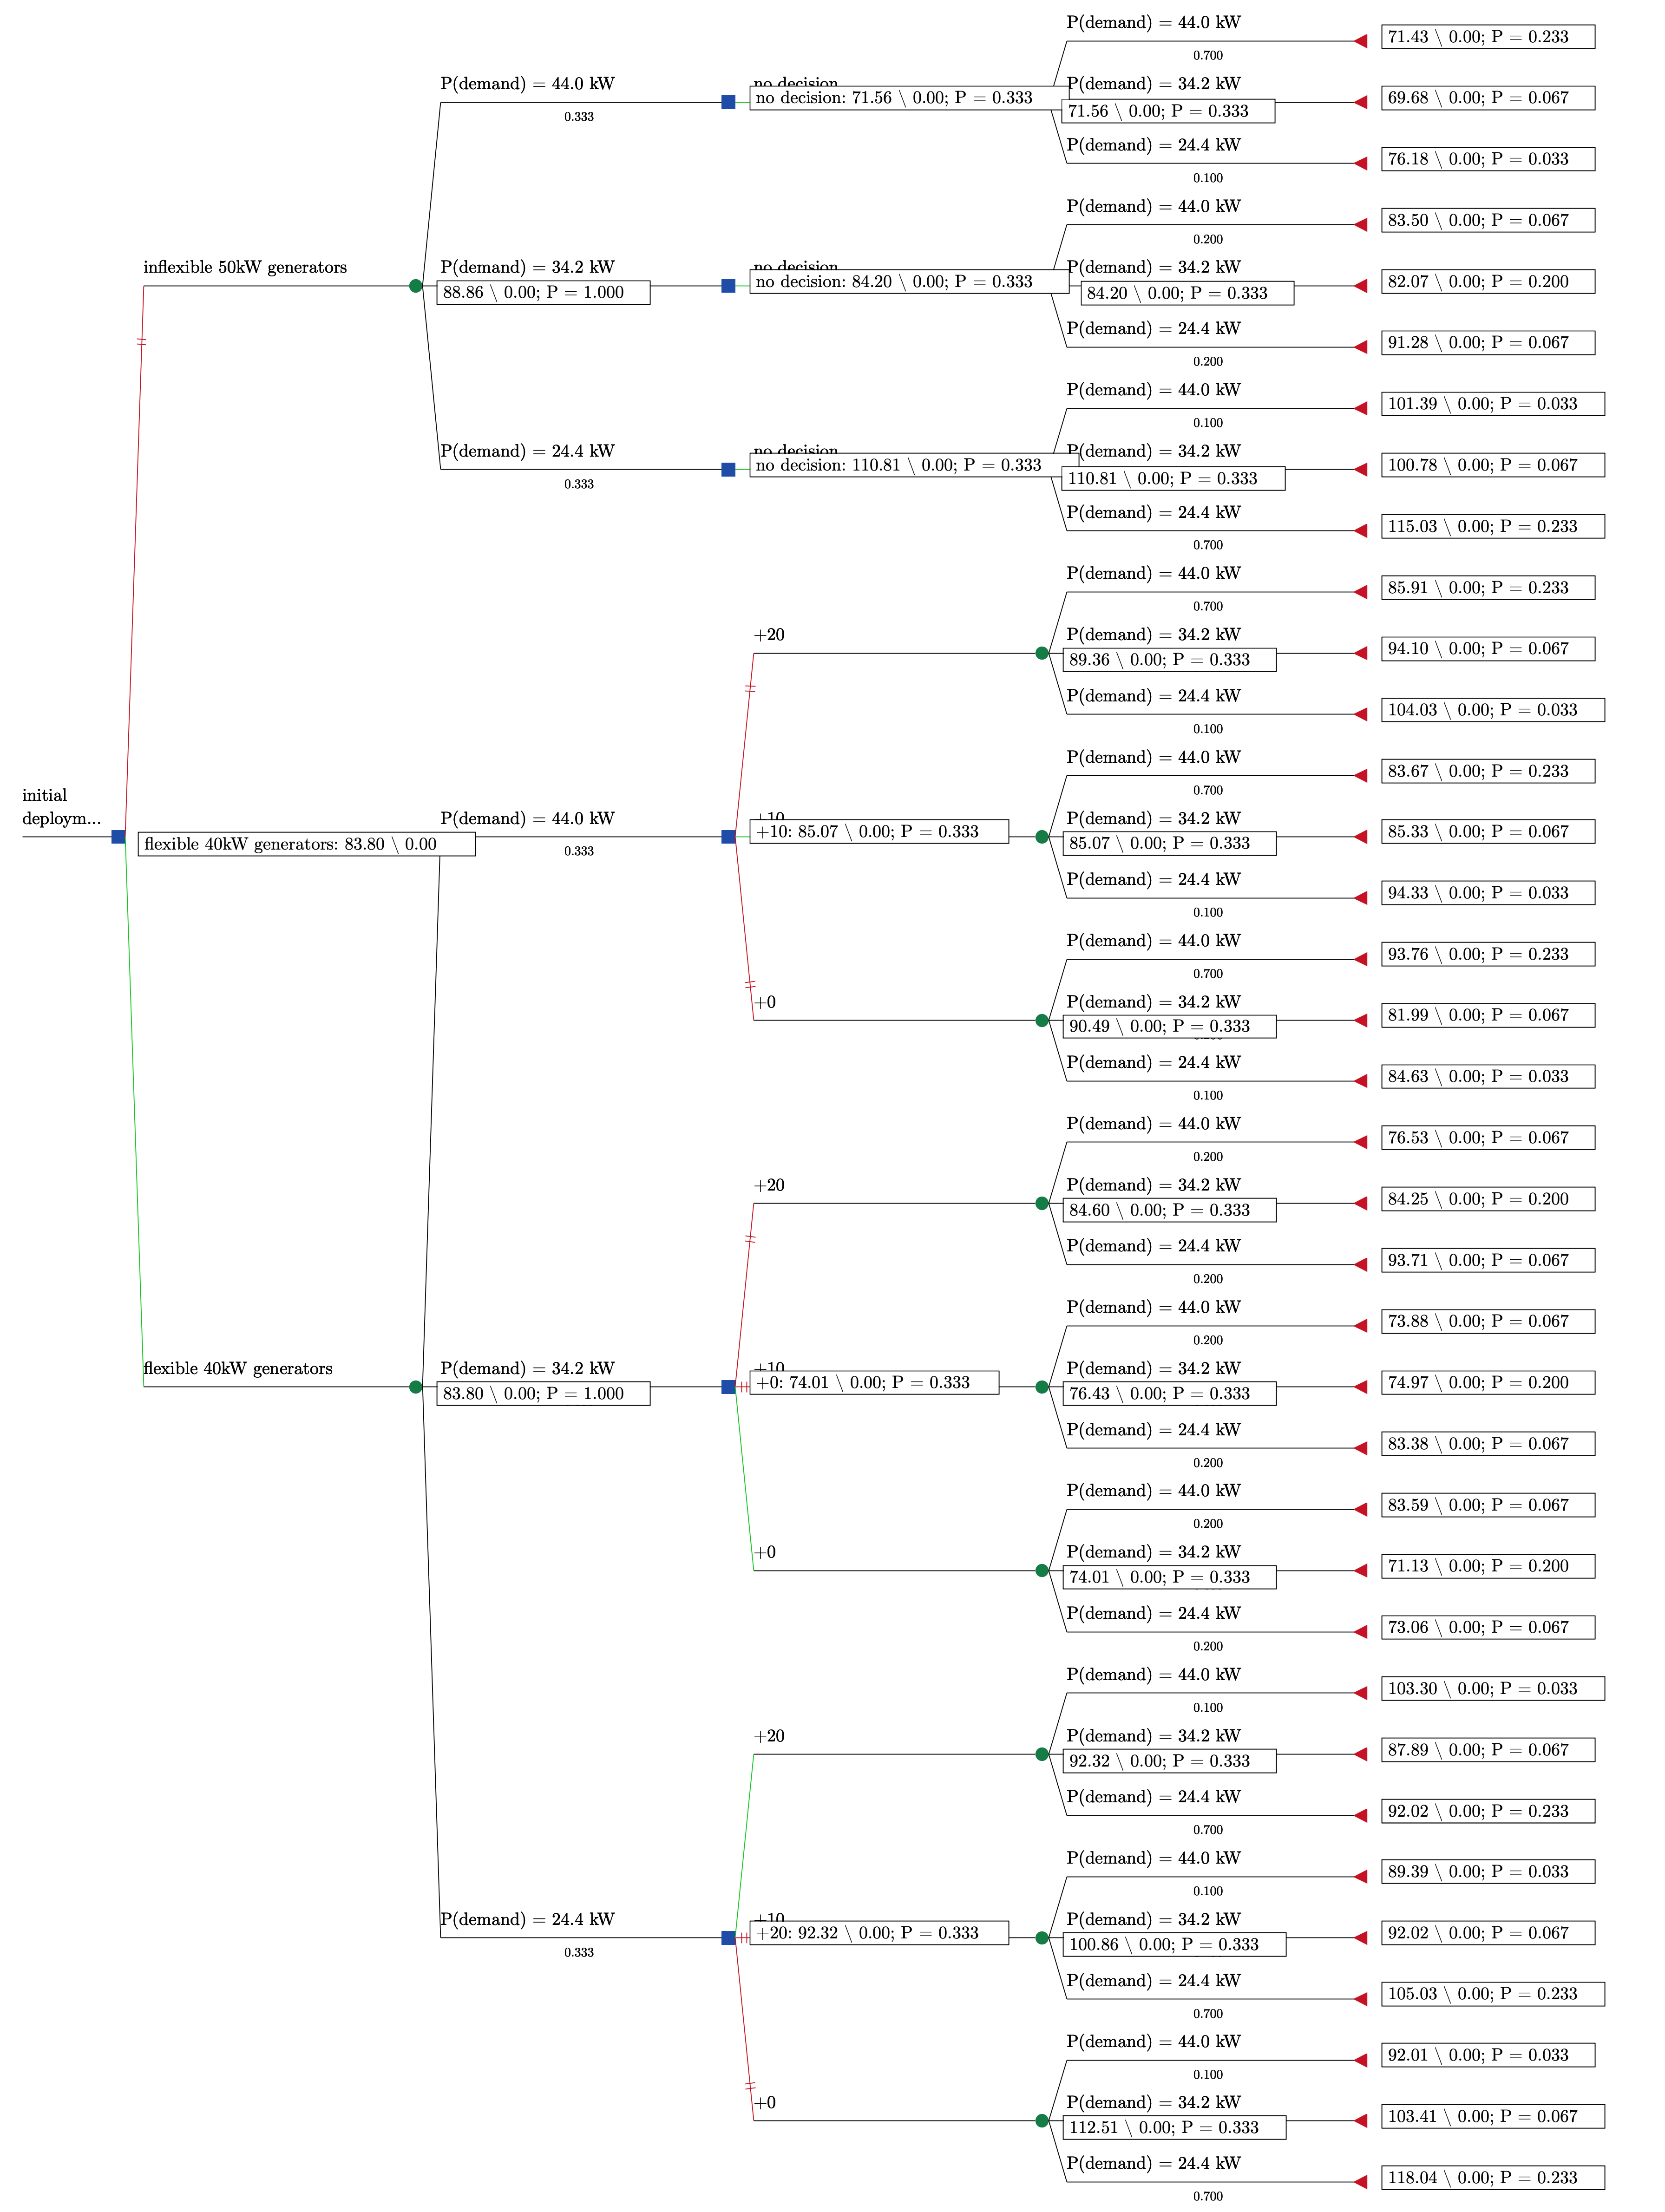 P(demand) = 44.0 kW
71.43 \ 0.00; P = 0.233
0.700
P(demand) = 44.0 kW
no decision
P(demand) = 34.2 kW
no decision: 71.56 \ 0.00; P = 0.333
69.68 \ 0.00; P = 0.067
0.333
71.56 \ 0.00; P = 0.333
P(demand) = 24.4 kW
76.18 \ 0.00; P = 0.033
0.100
P(demand) = 44.0 kW
83.50 \ 0.00; P = 0.067
0.200
inflexible 50kW generators
P(demand) = 34.2 kW
no decision
P(demand) = 34.2 kW
88.86 \ 0.00; P = 1.000
no decision: 84.20 \ 0.00; P = 0.333
84.20 \ 0.00; P = 0.333
82.07 \ 0.00; P = 0.200
P(demand) = 24.4 kW
91.28 \ 0.00; P = 0.067
0.200
P(demand) = 44.0 kW
101.39 \ 0.00; P = 0.033
0.100
P(demand) = 24.4 kW
no decision
P(demand) = 34.2 kW
no decision: 110.81 \ 0.00; P = 0.333
100.78 \ 0.00; P = 0.067
0.333
110.81 \ 0.00; P = 0.333
P(demand) = 24.4 kW
115.03 \ 0.00; P = 0.233
0.700
P(demand) = 44.0 kW
85.91 \ 0.00; P = 0.233
0.700
+20
P(demand) = 34.2 kW
89.36 \ 0.00; P = 0.333
94.10 \ 0.00; P = 0.067
P(demand) = 24.4 kW
104.03 \ 0.00; P = 0.033
0.100
P(demand) = 44.0 kW
83.67 \ 0.00; P = 0.233
0.700
initial
deploym...
flexible 40kW generators: 83.80 \ 0.00
P(demand) = 44.0 kW
0.333
+10
+10: 85.07 \ 0.00; P = 0.333
P(demand) = 34.2 kW
85.07 \ 0.00; P = 0.333
85.33 \ 0.00; P = 0.067
P(demand) = 24.4 kW
94.33 \ 0.00; P = 0.033
0.100
P(demand) = 44.0 kW
93.76 \ 0.00; P = 0.233
0.700
+0
P(demand) = 34.2 kW
90.49 \ 0.00; P = 0.333
81.99 \ 0.00; P = 0.067
P(demand) = 24.4 kW
84.63 \ 0.00; P = 0.033
0.100
P(demand) = 44.0 kW
76.53 \ 0.00; P = 0.067
0.200
+20
P(demand) = 34.2 kW
84.60 \ 0.00; P = 0.333
84.25 \ 0.00; P = 0.200
P(demand) = 24.4 kW
93.71 \ 0.00; P = 0.067
0.200
P(demand) = 44.0 kW
73.88 \ 0.00; P = 0.067
0.200
flexible 40kW generators
P(demand) = 34.2 kW
83.80 \ 0.00; P = 1.000
+10
+0: 74.01 \ 0.00; P = 0.333
P(demand) = 34.2 kW
76.43 \ 0.00; P = 0.333
74.97 \ 0.00; P = 0.200
P(demand) = 24.4 kW
83.38 \ 0.00; P = 0.067
0.200
P(demand) = 44.0 kW
83.59 \ 0.00; P = 0.067
0.200
+0
P(demand) = 34.2 kW
74.01 \ 0.00; P = 0.333
71.13 \ 0.00; P = 0.200
P(demand) = 24.4 kW
73.06 \ 0.00; P = 0.067
0.200
P(demand) = 44.0 kW
103.30 \ 0.00; P = 0.033
0.100
+20
P(demand) = 34.2 kW
92.32 \ 0.00; P = 0.333
87.89 \ 0.00; P = 0.067
P(demand) = 24.4 kW
92.02 \ 0.00; P = 0.233
0.700
P(demand) = 44.0 kW
89.39 \ 0.00; P = 0.033
0.100
P(demand) = 24.4 kW
0.333
+10
+20: 92.32 \ 0.00; P = 0.333
P(demand) = 34.2 kW
100.86 \ 0.00; P = 0.333
92.02 \ 0.00; P = 0.067
P(demand) = 24.4 kW
105.03 \ 0.00; P = 0.233
0.700
P(demand) = 44.0 kW
92.01 \ 0.00; P = 0.033
0.100
+0
P(demand) = 34.2 kW
112.51 \ 0.00; P = 0.333
103.41 \ 0.00; P = 0.067
P(demand) = 24.4 kW
118.04 \ 0.00; P = 0.233
0.700